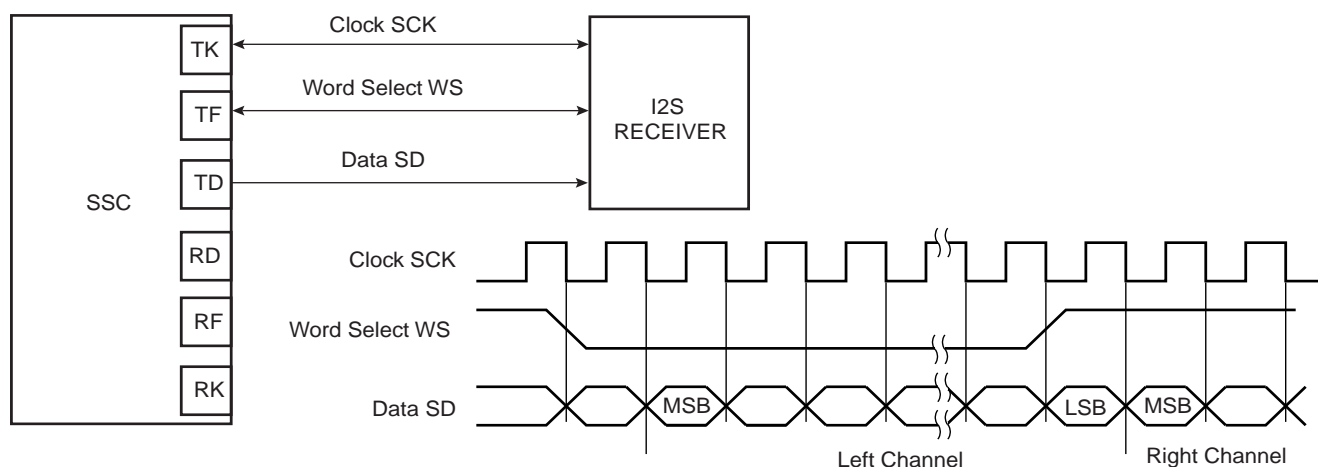 SSC
TK
TF
TD
RD
RF
RK
Clock SCK
Word Select WS
Data SD
I2S
RECEIVER
Clock SCK
Word Select WS
Data SD
MSB
LSB
MSB
Left Channel
Right Channel